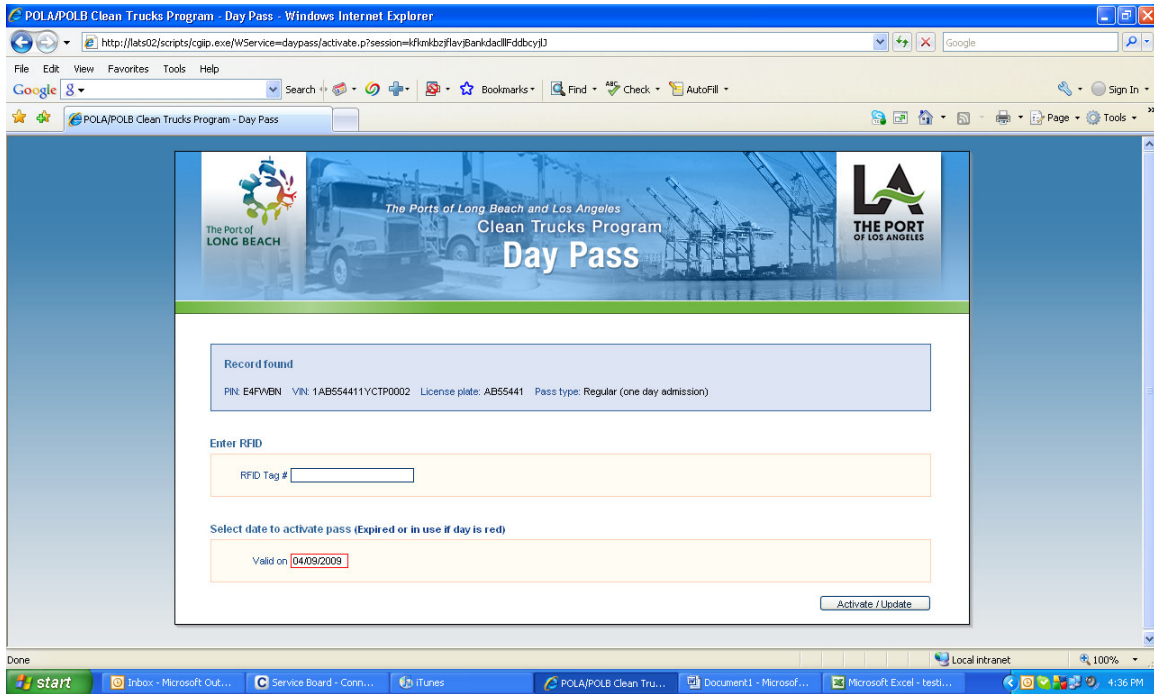 POLA/POLB Clean Trucks Program - Day Pass - Windows Internet Explorer
http://lats02/scripts/cgiip.exe/WService=daypass/activate.p?session=kfkmkbzjflavjBankdacIllFddbcyjlJ
Google
File Edit View Favorites Tools Help
Google Search Bookmarks Find Check AutoFill Sign In
POLA/POLB Clean Trucks Program - Day Pass
Page Tools
The Port of
LONG BEACH
The Ports of Long Beach and Los Angeles
Clean Trucks Program
Day Pass
LA
THE PORT
OF LOS ANGELES
Record found
PIN: E4FWBN VIN: 1AB554411YCTP0002 License plate: AB55441 Pass type: Regular (one day admission)
Enter RFID
RFID Tag #
Select date to activate pass (Expired or in use if day is red)
Valid on 04/09/2009
Activate / Update
Done
Local intranet
100%
start
Inbox - Microsoft Out...
Service Board - Conn...
iTunes
POLA/POLB Clean Tru...
Document1 - Microsof...
Microsoft Excel - testi...
4:36 PM